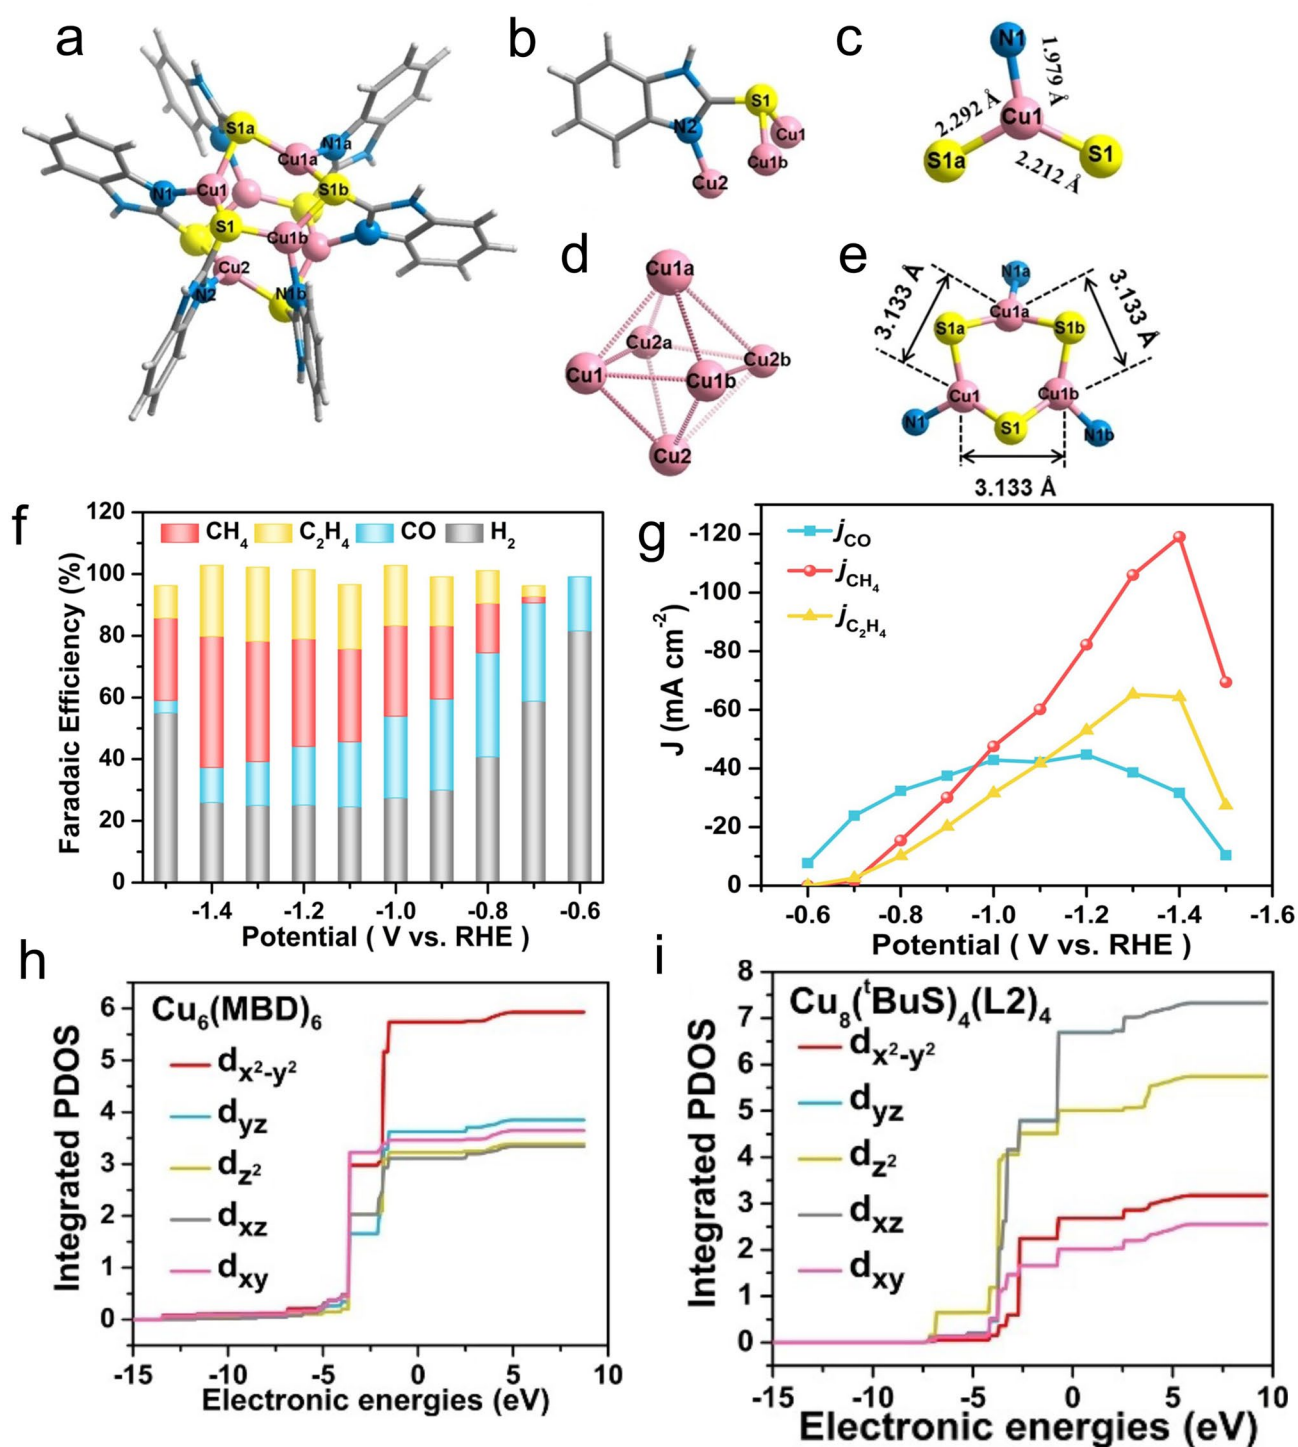 a
S1a
N1a
Cu1a
N1
Cu1
S1b
S1
Cu1b
Cu2
N2
N1b
b
S1
N2
Cu1
Cu1b
Cu2
c
N1
1.979 Å
2.292 Å
Cu1
S1a
S1
2.212 Å
d
Cu1a
Cu2a
Cu2b
Cu1
Cu1b
Cu2
e
N1a
3.133 Å
Cu1a
3.133 Å
S1a
S1b
Cu1
Cu1b
N1
S1
N1b
3.133 Å
f
120
100
80
60
40
20
0
CH4 C2H4 CO H2
Faradaic Efficiency (%)
-1.4 -1.2 -1.0 -0.8 -0.6
Potential ( V vs. RHE )
g
-120
-100
-80
-60
-40
-20
0
jCO
jCH4
jC2H4
J (mA cm-2)
-0.6 -0.8 -1.0 -1.2 -1.4 -1.6
Potential ( V vs. RHE )
h
Cu6(MBD)6
6
5
4
3
2
1
0
dx2-y2
dyz
dz2
dxz
dxy
Integrated PDOS
-15 -10 -5 0 5 10
Electronic energies (eV)
i
Cu8(tBuS)4(L2)4
8
7
6
5
4
3
2
1
0
dx2-y2
dyz
dz2
dxz
dxy
Integrated PDOS
-15 -10 -5 0 5 10
Electronic energies (eV)